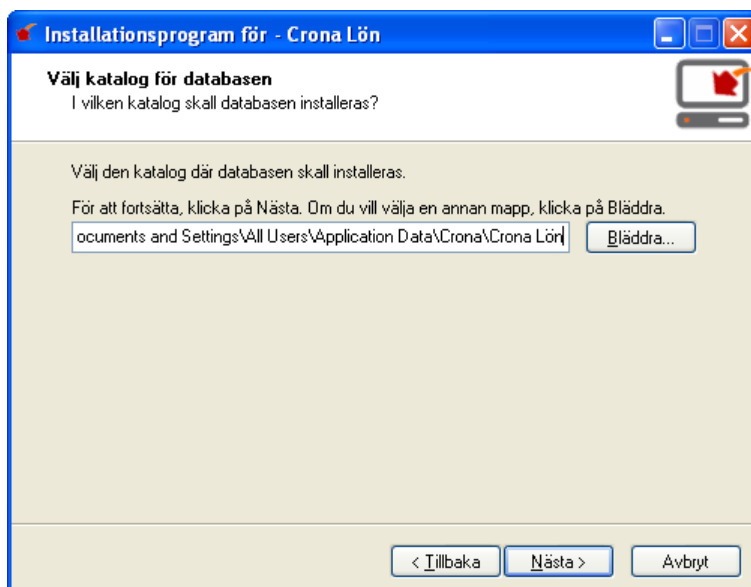 Installationsprogram för - Crona Lön
Välj katalog för databasen
I vilken katalog skall databasen installeras?
Välj den katalog där databasen skall installeras.
För att fortsätta, klicka på Nästa. Om du vill välja en annan mapp, klicka på Bläddra.
ocuments and Settings\All Users\Application Data\Crona\Crona Lön
Bläddra...
< Tillbaka
Nästa >
Avbryt